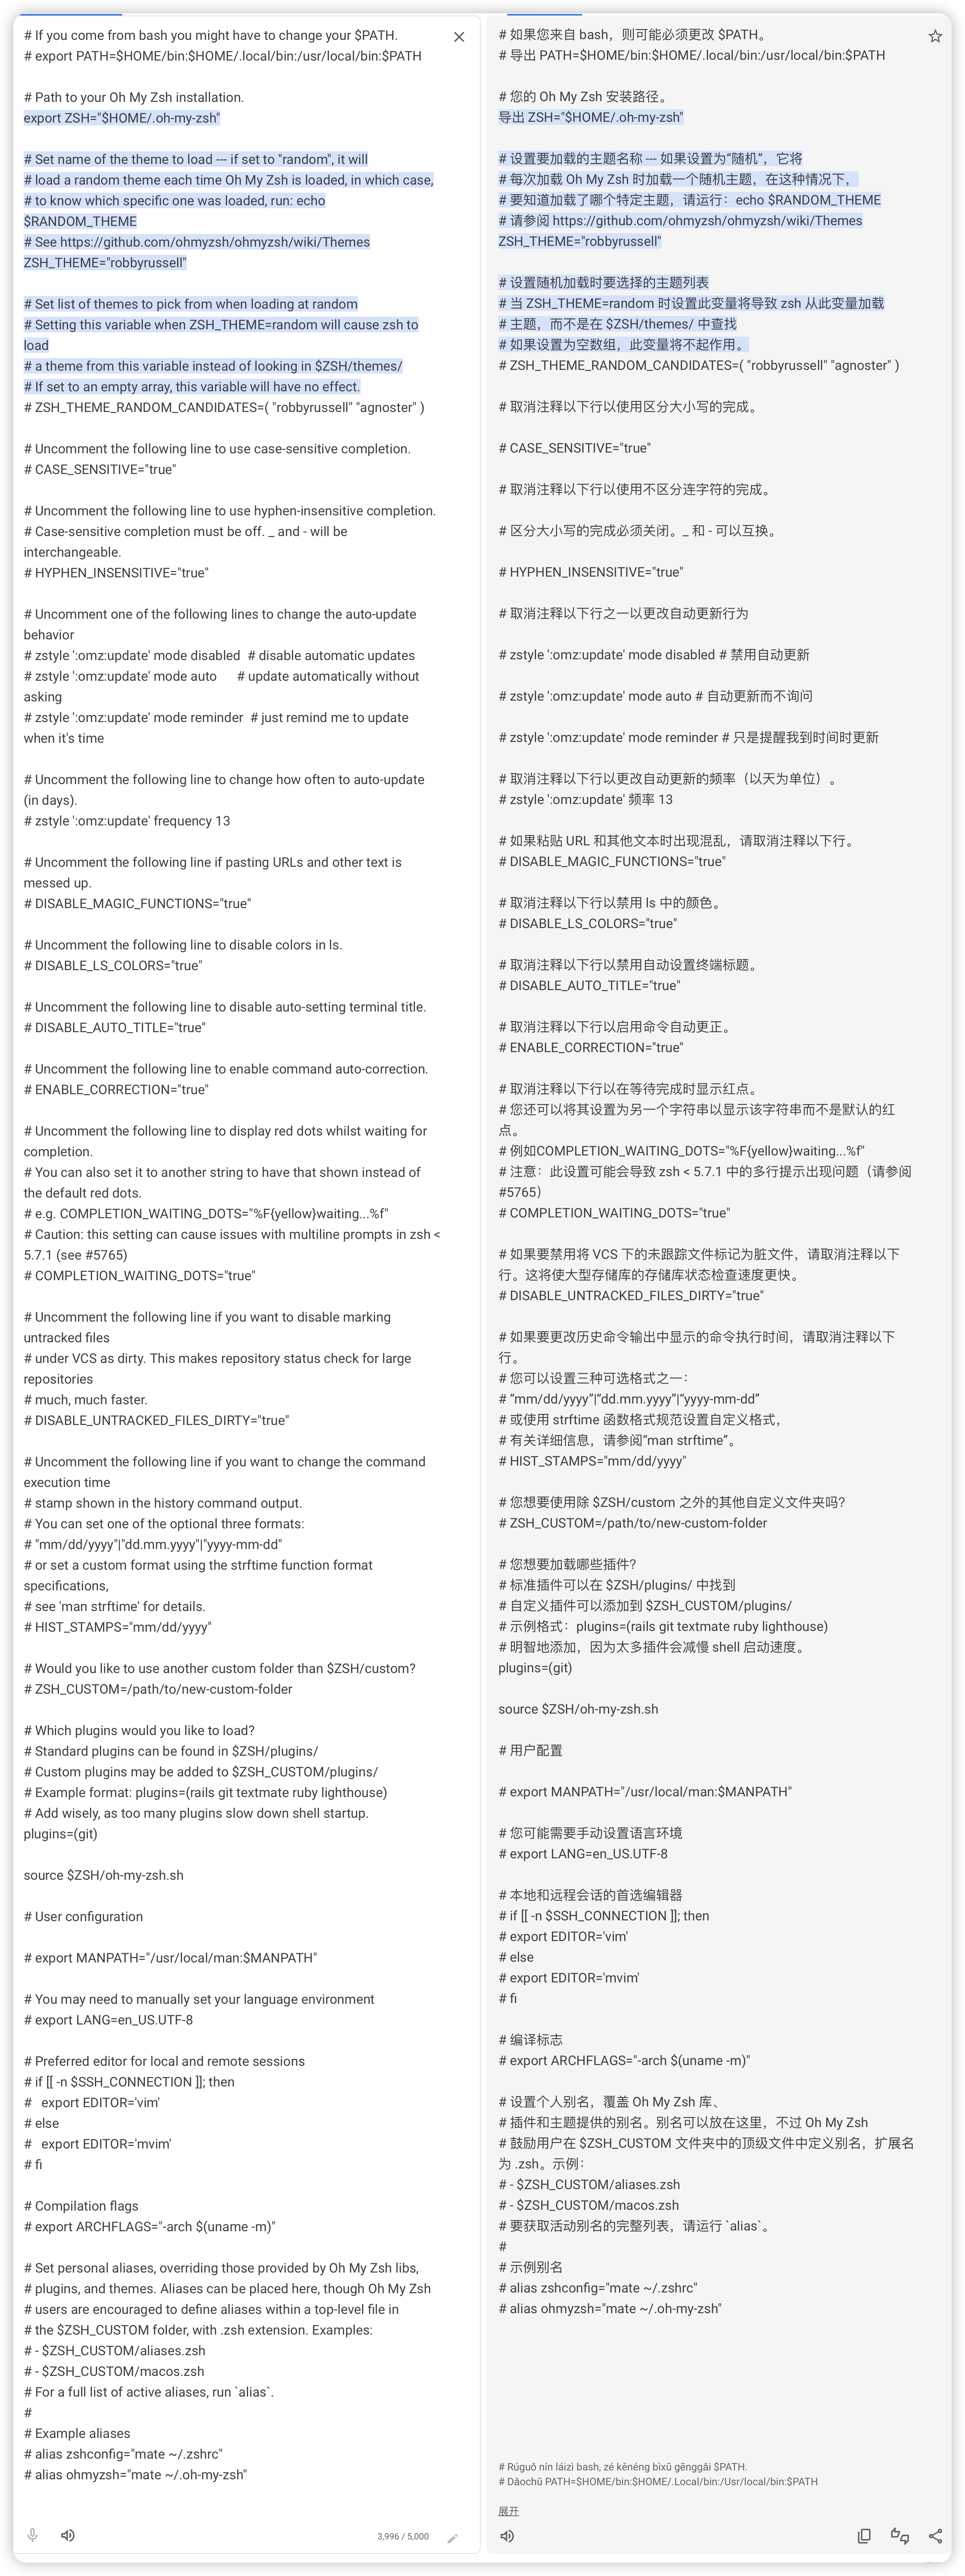 # If you come from bash you might have to change your $PATH.
# export PATH=$HOME/bin:$HOME/.local/bin:/usr/local/bin:$PATH
# Path to your Oh My Zsh installation.
export ZSH="$HOME/.oh-my-zsh"
# Set name of the theme to load --- if set to "random", it will
# load a random theme each time Oh My Zsh is loaded, in which case,
# to know which specific one was loaded, run: echo
$RANDOM_THEME
# See https://github.com/ohmyzsh/ohmyzsh/wiki/Themes
ZSH_THEME="robbyrussell"
# Set list of themes to pick from when loading at random
# Setting this variable when ZSH_THEME=random will cause zsh to
load
# a theme from this variable instead of looking in $ZSH/themes/
# If set to an empty array, this variable will have no effect.
# ZSH_THEME_RANDOM_CANDIDATES=( "robbyrussell" "agnoster" )
# Uncomment the following line to use case-sensitive completion.
# CASE_SENSITIVE="true"
# Uncomment the following line to use hyphen-insensitive completion.
# Case-sensitive completion must be off. _ and - will be
interchangeable.
# HYPHEN_INSENSITIVE="true"
# Uncomment one of the following lines to change the auto-update
behavior
# zstyle ':omz:update' mode disabled  # disable automatic updates
# zstyle ':omz:update' mode auto      # update automatically without
asking
# zstyle ':omz:update' mode reminder  # just remind me to update
when it's time
# Uncomment the following line to change how often to auto-update
(in days).
# zstyle ':omz:update' frequency 13
# Uncomment the following line if pasting URLs and other text is
messed up.
# DISABLE_MAGIC_FUNCTIONS="true"
# Uncomment the following line to disable colors in ls.
# DISABLE_LS_COLORS="true"
# Uncomment the following line to disable auto-setting terminal title.
# DISABLE_AUTO_TITLE="true"
# Uncomment the following line to enable command auto-correction.
# ENABLE_CORRECTION="true"
# Uncomment the following line to display red dots whilst waiting for
completion.
# You can also set it to another string to have that shown instead of
the default red dots.
# e.g. COMPLETION_WAITING_DOTS="%F{yellow}waiting...%f"
# Caution: this setting can cause issues with multiline prompts in zsh <
5.7.1 (see #5765)
# COMPLETION_WAITING_DOTS="true"
# Uncomment the following line if you want to disable marking
untracked files
# under VCS as dirty. This makes repository status check for large
repositories
# much, much faster.
# DISABLE_UNTRACKED_FILES_DIRTY="true"
# Uncomment the following line if you want to change the command
execution time
# stamp shown in the history command output.
# You can set one of the optional three formats:
# "mm/dd/yyyy"|"dd.mm.yyyy"|"yyyy-mm-dd"
# or set a custom format using the strftime function format
specifications,
# see 'man strftime' for details.
# HIST_STAMPS="mm/dd/yyyy"
# Would you like to use another custom folder than $ZSH/custom?
# ZSH_CUSTOM=/path/to/new-custom-folder
# Which plugins would you like to load?
# Standard plugins can be found in $ZSH/plugins/
# Custom plugins may be added to $ZSH_CUSTOM/plugins/
# Example format: plugins=(rails git textmate ruby lighthouse)
# Add wisely, as too many plugins slow down shell startup.
plugins=(git)
source $ZSH/oh-my-zsh.sh
# User configuration
# export MANPATH="/usr/local/man:$MANPATH"
# You may need to manually set your language environment
# export LANG=en_US.UTF-8
# Preferred editor for local and remote sessions
# if [[ -n $SSH_CONNECTION ]]; then
#   export EDITOR='vim'
# else
#   export EDITOR='mvim'
# fi
# Compilation flags
# export ARCHFLAGS="-arch $(uname -m)"
# Set personal aliases, overriding those provided by Oh My Zsh libs,
# plugins, and themes. Aliases can be placed here, though Oh My Zsh
# users are encouraged to define aliases within a top-level file in
# the $ZSH_CUSTOM folder, with .zsh extension. Examples:
# - $ZSH_CUSTOM/aliases.zsh
# - $ZSH_CUSTOM/macos.zsh
# For a full list of active aliases, run `alias`.
#
# Example aliases
# alias zshconfig="mate ~/.zshrc"
# alias ohmyzsh="mate ~/.oh-my-zsh"
3,996 / 5,000
# 如果您来自 bash，则可能必须更改 $PATH。
# 导出 PATH=$HOME/bin:$HOME/.local/bin:/usr/local/bin:$PATH
# 您的 Oh My Zsh 安装路径。
导出 ZSH="$HOME/.oh-my-zsh"
# 设置要加载的主题名称 --- 如果设置为“随机”，它将
# 每次加载 Oh My Zsh 时加载一个随机主题，在这种情况下，
# 要知道加载了哪个特定主题，请运行：echo $RANDOM_THEME
# 请参阅 https://github.com/ohmyzsh/ohmyzsh/wiki/Themes
ZSH_THEME="robbyrussell"
# 设置随机加载时要选择的主题列表
# 当 ZSH_THEME=random 时设置此变量将导致 zsh 从此变量加载
# 主题，而不是在 $ZSH/themes/ 中查找
# 如果设置为空数组，此变量将不起作用。
# ZSH_THEME_RANDOM_CANDIDATES=( "robbyrussell" "agnoster" )
# 取消注释以下行以使用区分大小写的完成。
# CASE_SENSITIVE="true"
# 取消注释以下行以使用不区分连字符的完成。
# 区分大小写的完成必须关闭。_ 和 - 可以互换。
# HYPHEN_INSENSITIVE="true"
# 取消注释以下行之一以更改自动更新行为
# zstyle ':omz:update' mode disabled # 禁用自动更新
# zstyle ':omz:update' mode auto # 自动更新而不询问
# zstyle ':omz:update' mode reminder # 只是提醒我到时间时更新
# 取消注释以下行以更改自动更新的频率（以天为单位）。
# zstyle ':omz:update' 频率 13
# 如果粘贴 URL 和其他文本时出现混乱，请取消注释以下行。
# DISABLE_MAGIC_FUNCTIONS="true"
# 取消注释以下行以禁用 ls 中的颜色。
# DISABLE_LS_COLORS="true"
# 取消注释以下行以禁用自动设置终端标题。
# DISABLE_AUTO_TITLE="true"
# 取消注释以下行以启用命令自动更正。
# ENABLE_CORRECTION="true"
# 取消注释以下行以在等待完成时显示红点。
# 您还可以将其设置为另一个字符串以显示该字符串而不是默认的红
点。
# 例如COMPLETION_WAITING_DOTS="%F{yellow}waiting...%f"
# 注意：此设置可能会导致 zsh < 5.7.1 中的多行提示出现问题（请参阅
#5765）
# COMPLETION_WAITING_DOTS="true"
# 如果要禁用将 VCS 下的未跟踪文件标记为脏文件，请取消注释以下
行。这将使大型存储库的存储库状态检查速度更快。
# DISABLE_UNTRACKED_FILES_DIRTY="true"
# 如果要更改历史命令输出中显示的命令执行时间，请取消注释以下
行。
# 您可以设置三种可选格式之一：
# “mm/dd/yyyy”|“dd.mm.yyyy”|“yyyy-mm-dd”
# 或使用 strftime 函数格式规范设置自定义格式，
# 有关详细信息，请参阅“man strftime”。
# HIST_STAMPS="mm/dd/yyyy"
# 您想要使用除 $ZSH/custom 之外的其他自定义文件夹吗？
# ZSH_CUSTOM=/path/to/new-custom-folder
# 您想要加载哪些插件？
# 标准插件可以在 $ZSH/plugins/ 中找到
# 自定义插件可以添加到 $ZSH_CUSTOM/plugins/
# 示例格式：plugins=(rails git textmate ruby lighthouse)
# 明智地添加，因为太多插件会减慢 shell 启动速度。
plugins=(git)
source $ZSH/oh-my-zsh.sh
# 用户配置
# export MANPATH="/usr/local/man:$MANPATH"
# 您可能需要手动设置语言环境
# export LANG=en_US.UTF-8
# 本地和远程会话的首选编辑器
# if [[ -n $SSH_CONNECTION ]]; then
# export EDITOR='vim'
# else
# export EDITOR='mvim'
# fi
# 编译标志
# export ARCHFLAGS="-arch $(uname -m)"
# 设置个人别名，覆盖 Oh My Zsh 库、
# 插件和主题提供的别名。别名可以放在这里，不过 Oh My Zsh
# 鼓励用户在 $ZSH_CUSTOM 文件夹中的顶级文件中定义别名，扩展名
为 .zsh。示例：
# - $ZSH_CUSTOM/aliases.zsh
# - $ZSH_CUSTOM/macos.zsh
# 要获取活动别名的完整列表，请运行 `alias`。
#
# 示例别名
# alias zshconfig="mate ~/.zshrc"
# alias ohmyzsh="mate ~/.oh-my-zsh"
# Rúguǒ nín láizì bash, zé kěnéng bìxū gēnggǎi $PATH.
# Dǎochū PATH=$HOME/bin:$HOME/.Local/bin:/Usr/local/bin:$PATH
展开